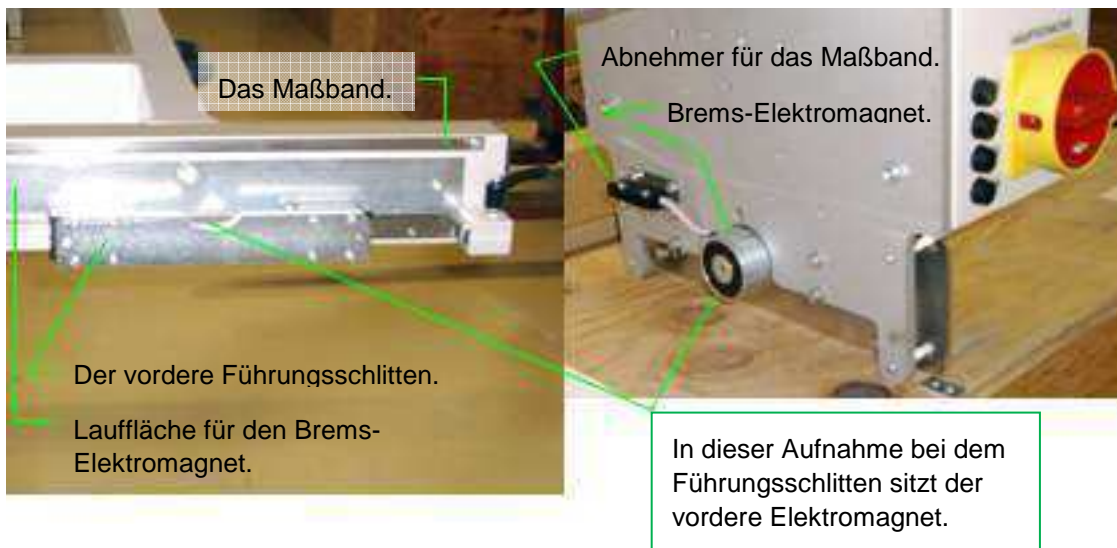 Das Maßband.
Abnehmer für das Maßband.
Brems-Elektromagnet.
Der vordere Führungsschlitten.
Lauffläche für den Brems-
Elektromagnet.
In dieser Aufnahme bei dem
Führungsschlitten sitzt der
vordere Elektromagnet.